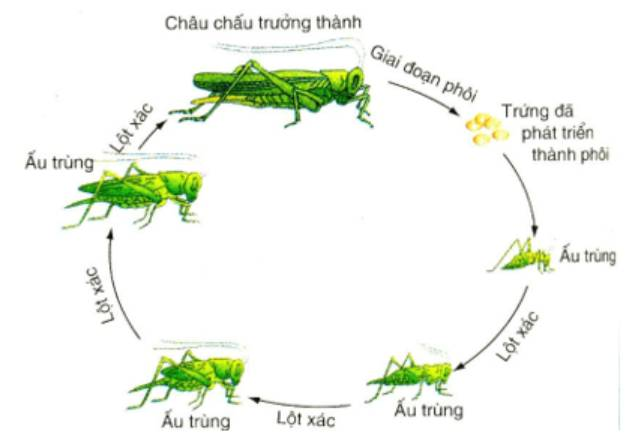 Châu chấu trưởng thành
Giai đoạn phôi
Trứng đã
phát triển
thành phôi
Ấu trùng
Lột xác
Ấu trùng
Lột xác
Ấu trùng
Lột xác
Ấu trùng
Lột xác